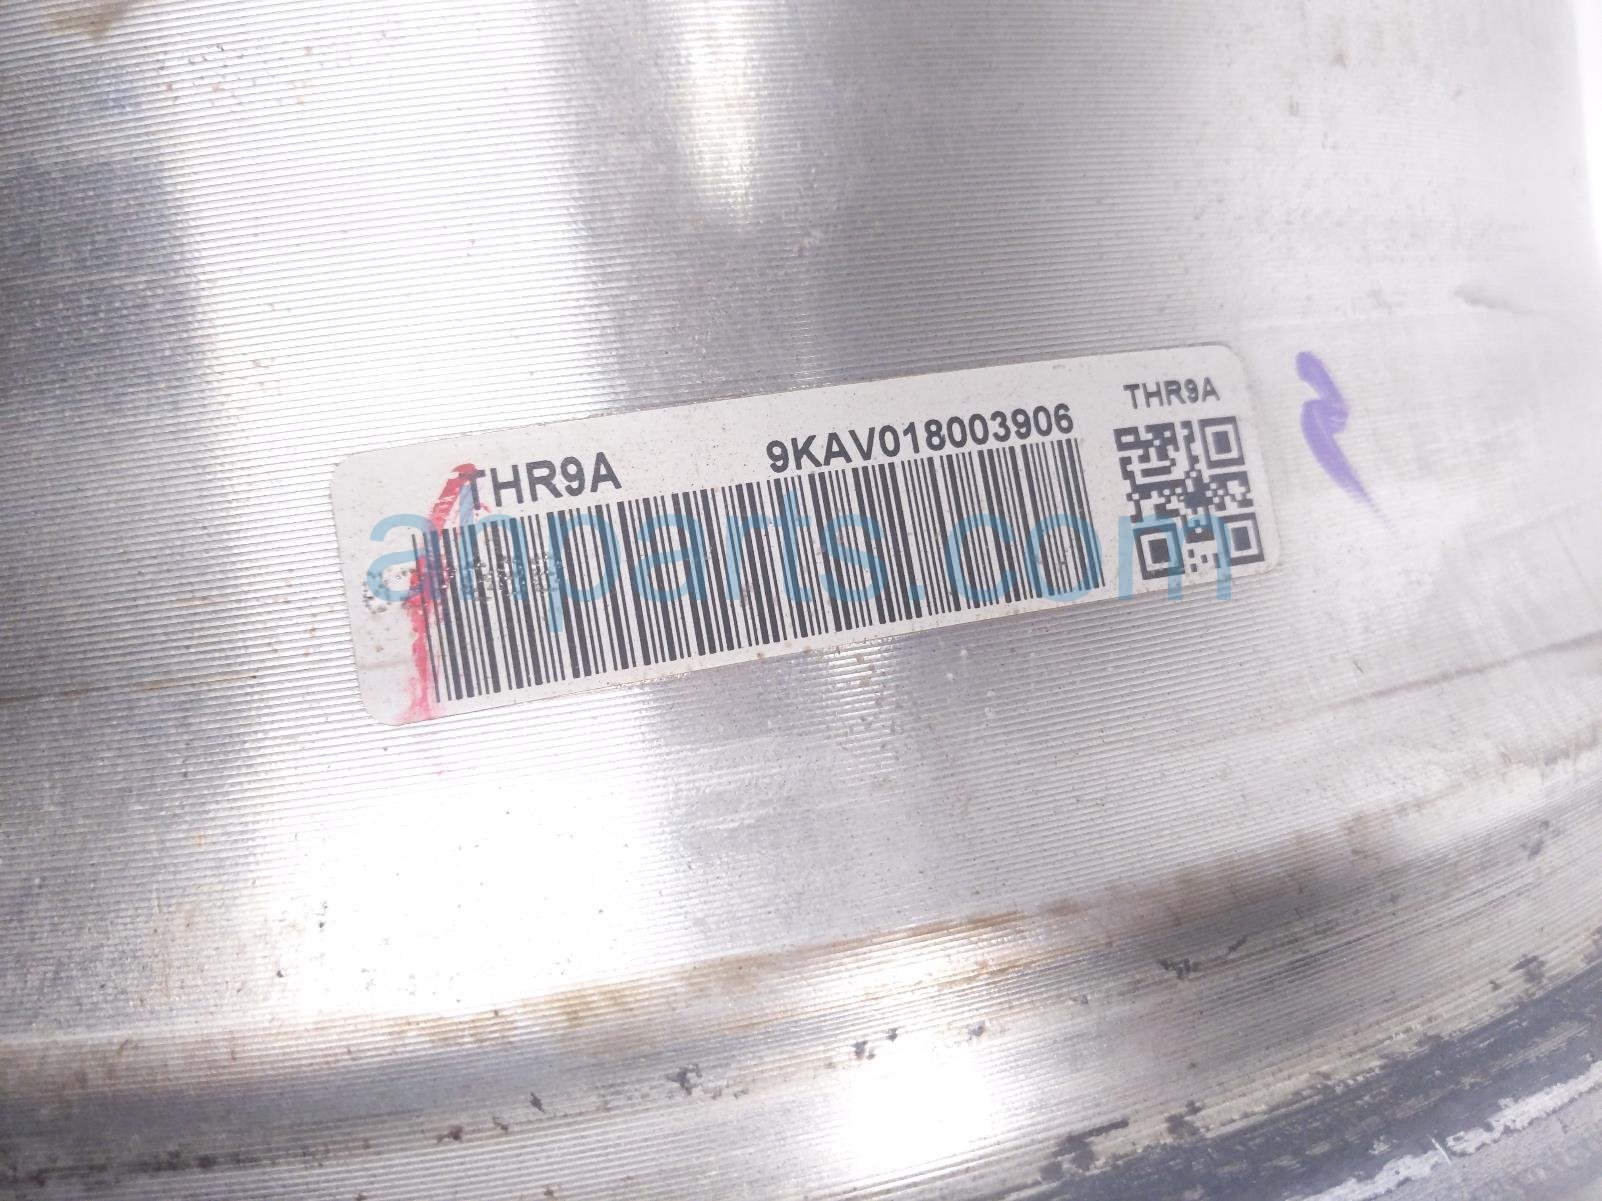 THR9A
THR9A 9KAV018003906
ahparts.com